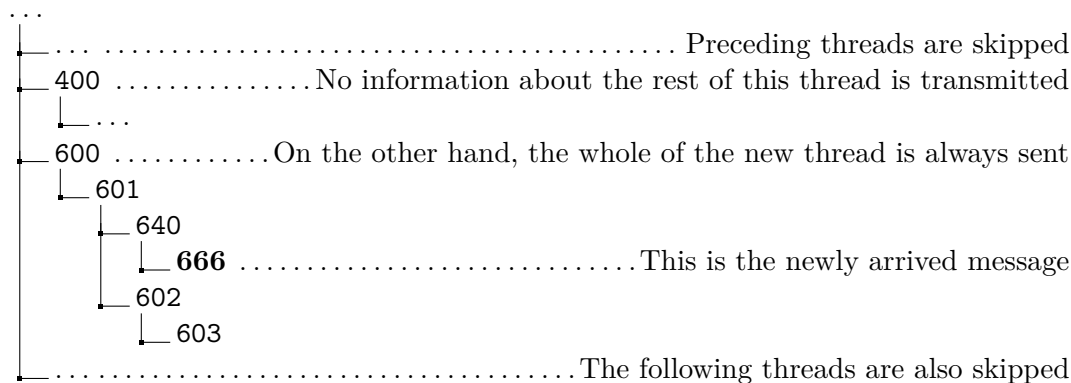 ...
... ........................................... Preceding threads are skipped
400 ............... No information about the rest of this thread is transmitted
...
600 ............ On the other hand, the whole of the new thread is always sent
601
640
666 .............................. This is the newly arrived message
602
603
....................................... The following threads are also skipped